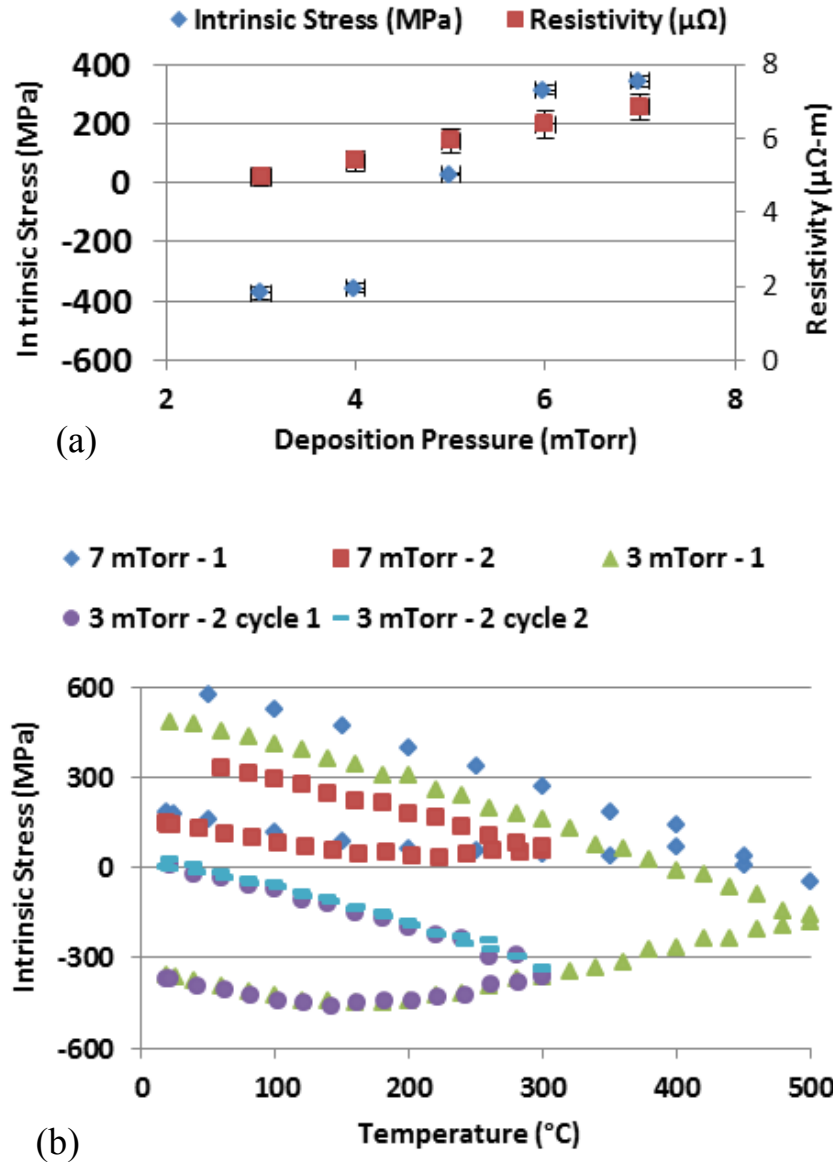 Intrinsic Stress (MPa) Resistivity (µΩ)
400
200
0
-200
-400
-600
In trinsic Stress (MPa)
8
6
4
2
0
Resistivity (µΩ-m)
2 4 6 8
Deposition Pressure (mTorr)
(a)
7 mTorr - 1 7 mTorr - 2 3 mTorr - 1
3 mTorr - 2 cycle 1 3 mTorr - 2 cycle 2
600
300
0
-300
-600
Intrinsic Stress (MPa)
0 100 200 300 400 500
Temperature (°C)
(b)